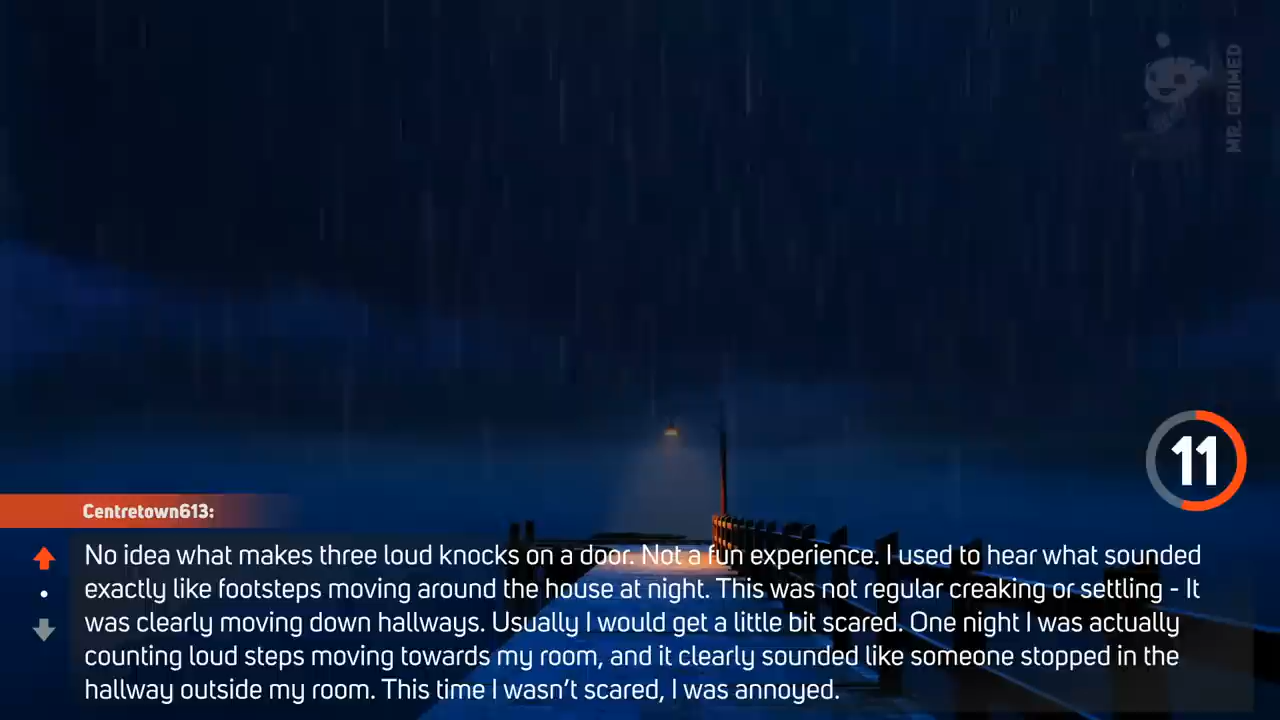 MR. GRIMED
11
Centretown613:
No idea what makes three loud knocks on a door. Not a fun experience. I used to hear what sounded
exactly like footsteps moving around the house at night. This was not regular creaking or settling - It
was clearly moving down hallways. Usually I would get a little bit scared. One night I was actually
counting loud steps moving towards my room, and it clearly sounded like someone stopped in the
hallway outside my room. This time I wasn't scared, I was annoyed.